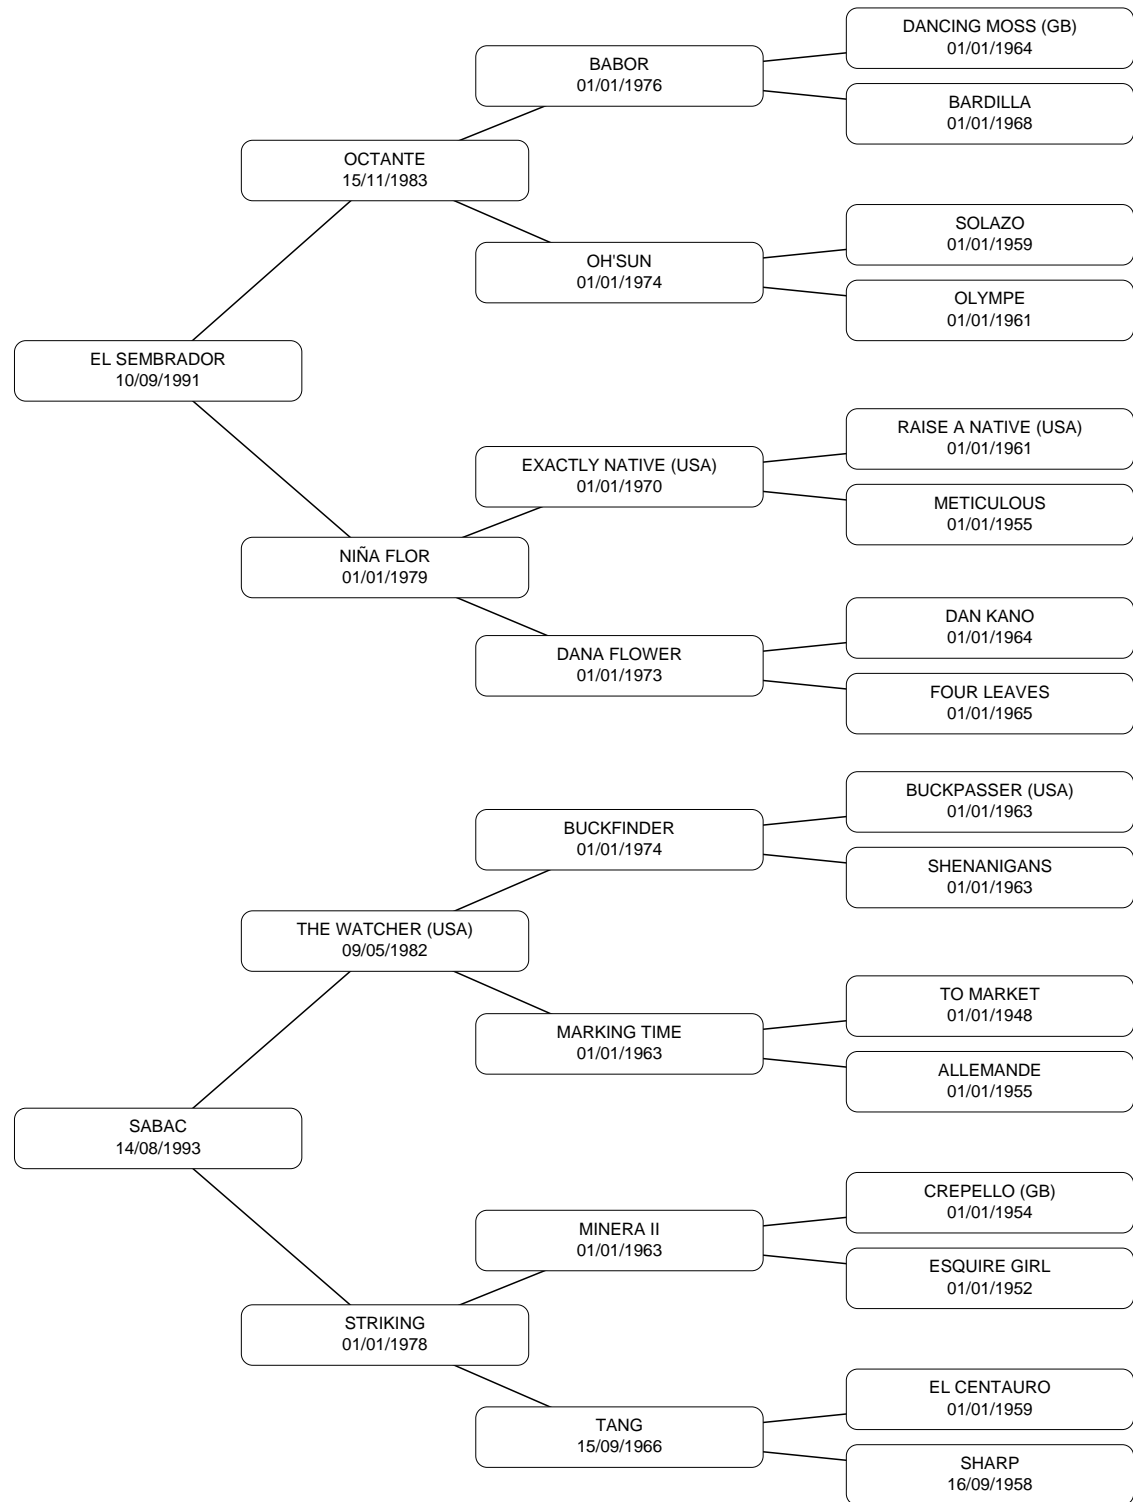 DANCING MOSS (GB)
01/01/1964
BABOR
01/01/1976
BARDILLA
01/01/1968
OCTANTE
15/11/1983
SOLAZO
01/01/1959
OH'SUN
01/01/1974
OLYMPE
01/01/1961
EL SEMBRADOR
10/09/1991
RAISE A NATIVE (USA)
01/01/1961
EXACTLY NATIVE (USA)
01/01/1970
METICULOUS
01/01/1955
NIÑA FLOR
01/01/1979
DAN KANO
01/01/1964
DANA FLOWER
01/01/1973
FOUR LEAVES
01/01/1965
BUCKPASSER (USA)
01/01/1963
BUCKFINDER
01/01/1974
SHENANIGANS
01/01/1963
THE WATCHER (USA)
09/05/1982
TO MARKET
01/01/1948
MARKING TIME
01/01/1963
ALLEMANDE
01/01/1955
SABAC
14/08/1993
CREPELLO (GB)
01/01/1954
MINERA II
01/01/1963
ESQUIRE GIRL
01/01/1952
STRIKING
01/01/1978
EL CENTAURO
01/01/1959
TANG
15/09/1966
SHARP
16/09/1958